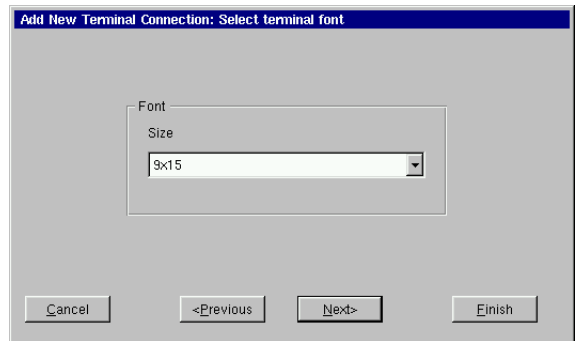 Add New Terminal Connection: Select terminal font
Font
Size
9x15
Cancel
<Previous
Next>
Finish